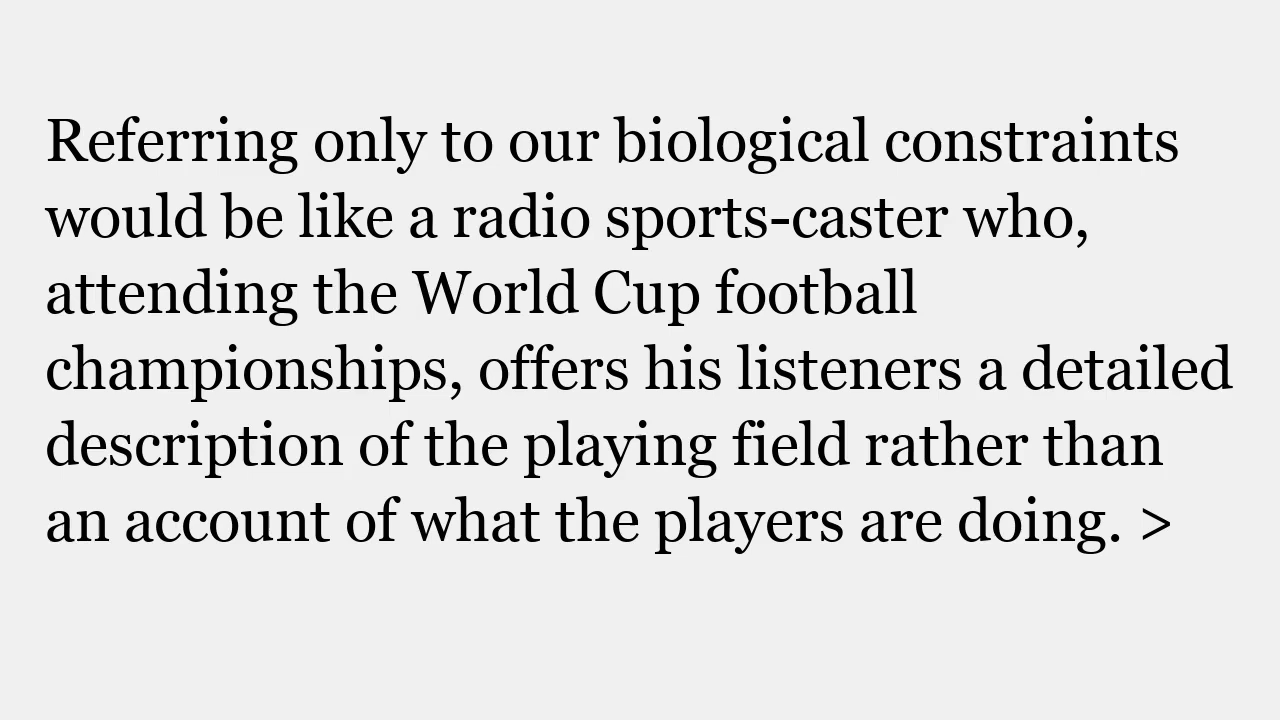 Referring only to our biological constraints
would be like a radio sports-caster who,
attending the World Cup football
championships, offers his listeners a detailed
description of the playing field rather than
an account of what the players are doing. >